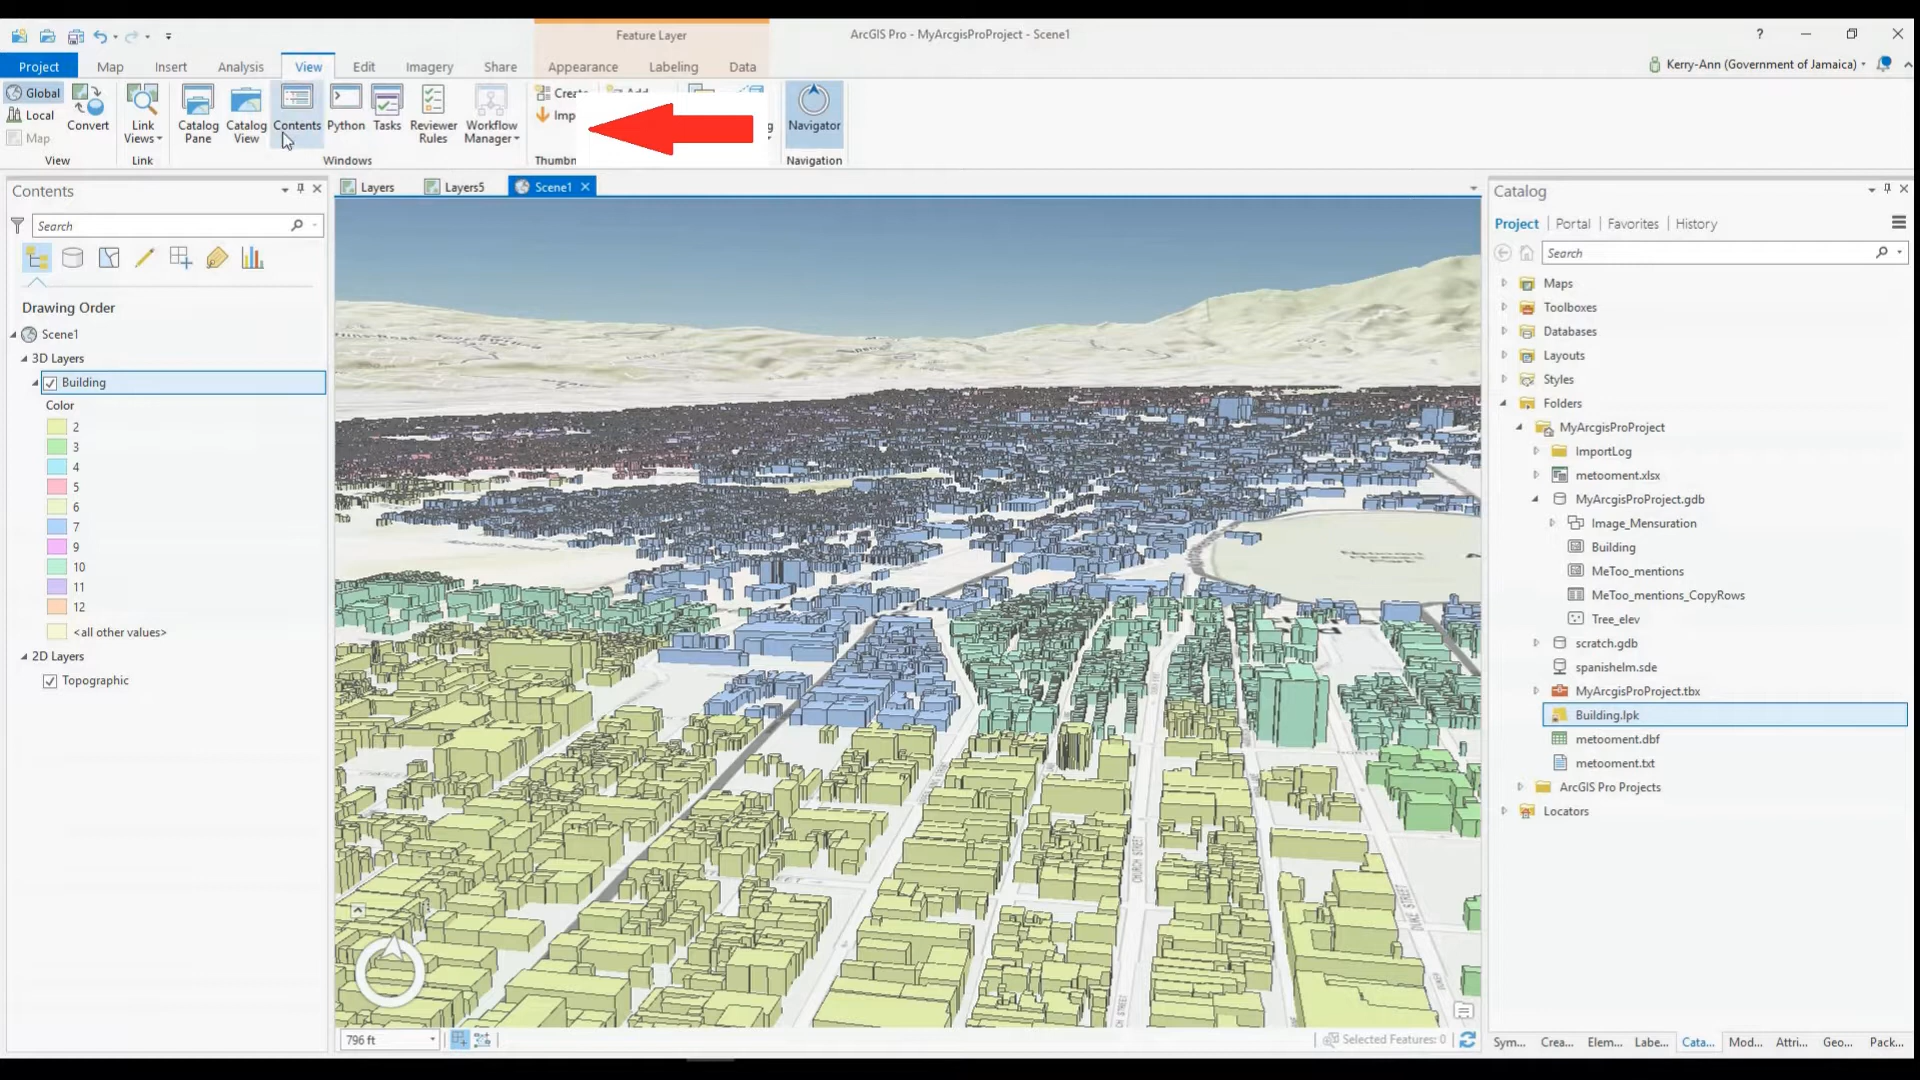 Feature Layer
ArcGIS Pro - MyArcgisProProject - Scene1
?
Project Map Insert Analysis View Edit Imagery Share Appearance Labeling Data
Kerry-Ann (Government of Jamaica)
Global
Local
Map
Convert
Link Views
Catalog Pane
Catalog View
Contents
Python
Tasks
Reviewer Rules
Workflow Manager
Navigator
View Link Windows Navigation
Contents
Search
Drawing Order
Scene1
3D Layers
Building
Color
2
3
4
5
6
7
9
10
11
12
<all other values>
2D Layers
Topographic
Layers Layers5 Scene1
CHURCH STREET
DUKE STREET
796 ft
Selected Features: 0
Catalog
Project | Portal | Favorites | History
Search
Maps
Toolboxes
Databases
Layouts
Styles
Folders
MyArcgisProProject
ImportLog
metooment.xlsx
MyArcgisProProject.gdb
Image_Mensuration
Building
MeToo_mentions
MeToo_mentions_CopyRows
Tree_elev
scratch.gdb
spanishelm.sde
MyArcgisProProject.tbx
Building.lpk
metooment.dbf
metooment.txt
ArcGIS Pro Projects
Locators
Sym... Crea... Elem... Labe... Cata... Mod... Attri... Geo... Pack...